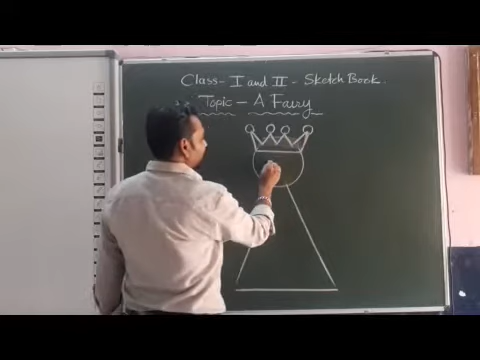 Class- I and II - Sketch Book.
Topic - A Fairy